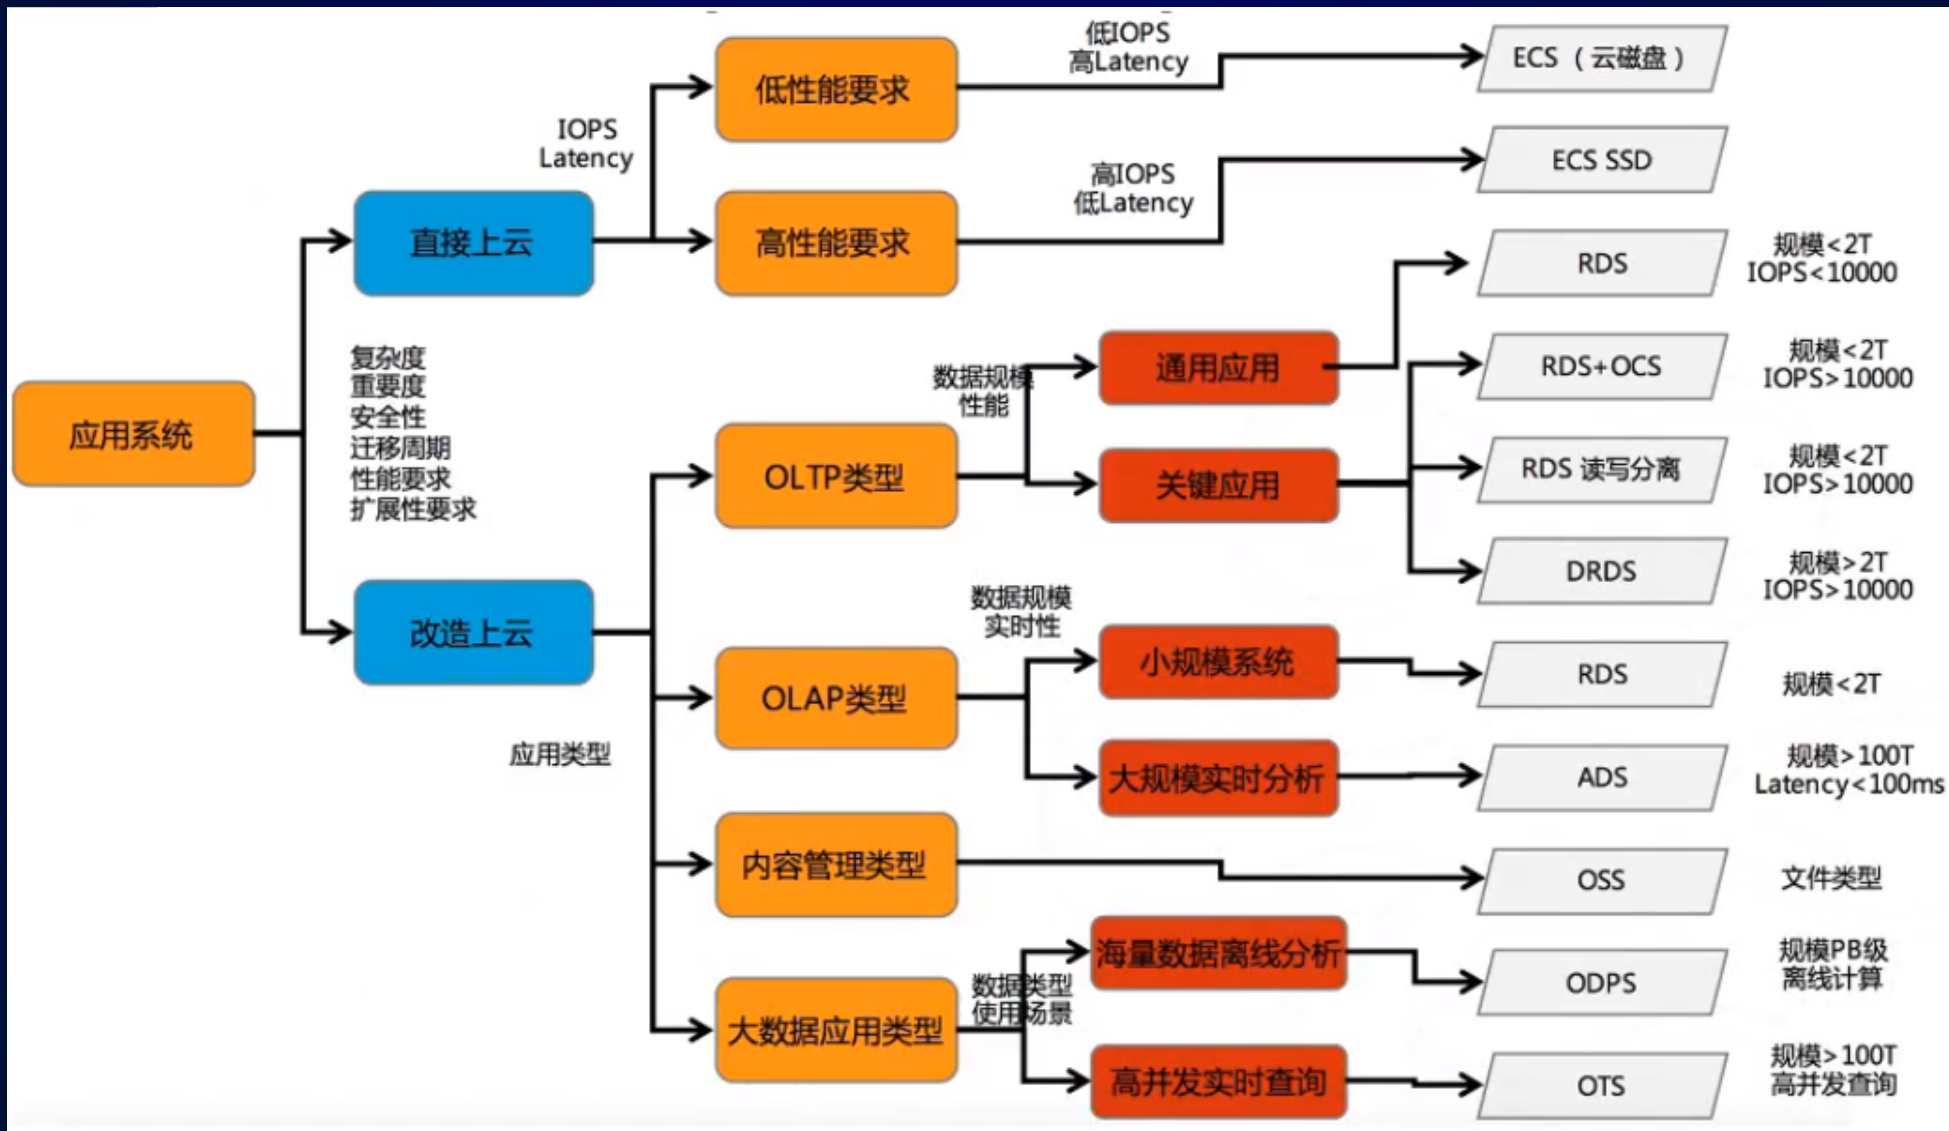 低IOPS
高Latency
ECS （云磁盘）
低性能要求
IOPS
Latency
ECS SSD
高IOPS
低Latency
直接上云
高性能要求
RDS
规模<2T
IOPS<10000
复杂度
重要度
安全性
迁移周期
性能要求
扩展性要求
数据规模
性能
通用应用
RDS+OCS
规模<2T
IOPS>10000
应用系统
OLTP类型
关键应用
RDS 读写分离
规模<2T
IOPS>10000
DRDS
规模>2T
IOPS>10000
改造上云
数据规模
实时性
小规模系统
RDS
规模<2T
OLAP类型
应用类型
大规模实时分析
ADS
规模>100T
Latency<100ms
内容管理类型
OSS
文件类型
海量数据离线分析
ODPS
规模PB级
离线计算
数据类型
使用场景
大数据应用类型
高并发实时查询
OTS
规模>100T
高并发查询